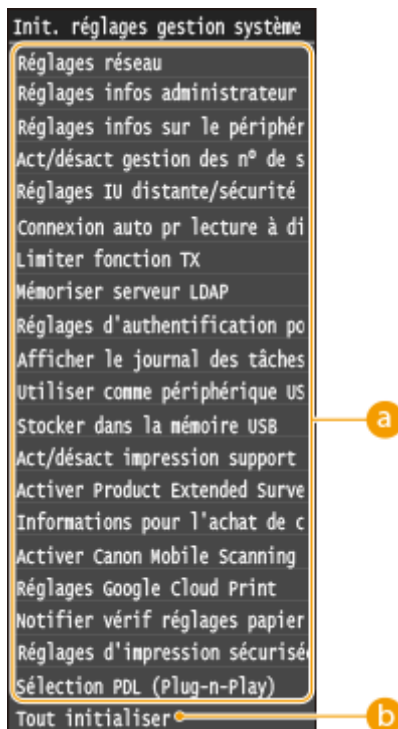 Init. réglages gestion système
Réglages réseau
Réglages infos administrateur
Réglages infos sur le périphér
Act/désact gestion des n° de s
Réglages IU distante/sécurité
Connexion auto pr lecture à di
Limiter fonction TX
Mémoriser serveur LDAP
Réglages d'authentification po
Afficher le journal des tâches
Utiliser comme périphérique US
Stocker dans la mémoire USB
Act/désact impression support
Activer Product Extended Surve
Informations pour l'achat de c
Activer Canon Mobile Scanning
Réglages Google Cloud Print
Notifier vérif réglages papier
Réglages d'impression sécurisée
Sélection PDL (Plug-n-Play)
Tout initialiser
a
b